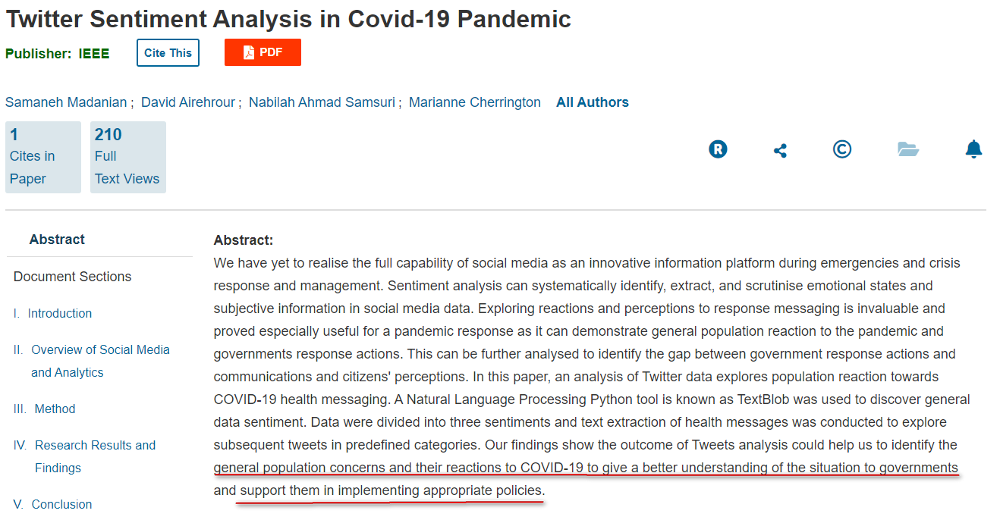 Twitter Sentiment Analysis in Covid-19 Pandemic
Publisher: IEEE
Cite This
PDF
Samaneh Madanian ; David Airehrour ; Nabilah Ahmad Samsuri ; Marianne Cherrington All Authors
1
Cites in
Paper
210
Full
Text Views
R
C
Abstract
Document Sections
I. Introduction
II. Overview of Social Media
and Analytics
III. Method
IV. Research Results and
Findings
V. Conclusion
Abstract:
We have yet to realise the full capability of social media as an innovative information platform during emergencies and crisis
response and management. Sentiment analysis can systematically identify, extract, and scrutinise emotional states and
subjective information in social media data. Exploring reactions and perceptions to response messaging is invaluable and
proved especially useful for a pandemic response as it can demonstrate general population reaction to the pandemic and
governments response actions. This can be further analysed to identify the gap between government response actions and
communications and citizens' perceptions. In this paper, an analysis of Twitter data explores population reaction towards
COVID-19 health messaging. A Natural Language Processing Python tool is known as TextBlob was used to discover general
data sentiment. Data were divided into three sentiments and text extraction of health messages was conducted to explore
subsequent tweets in predefined categories. Our findings show the outcome of Tweets analysis could help us to identify the
general population concerns and their reactions to COVID-19 to give a better understanding of the situation to governments
and support them in implementing appropriate policies.